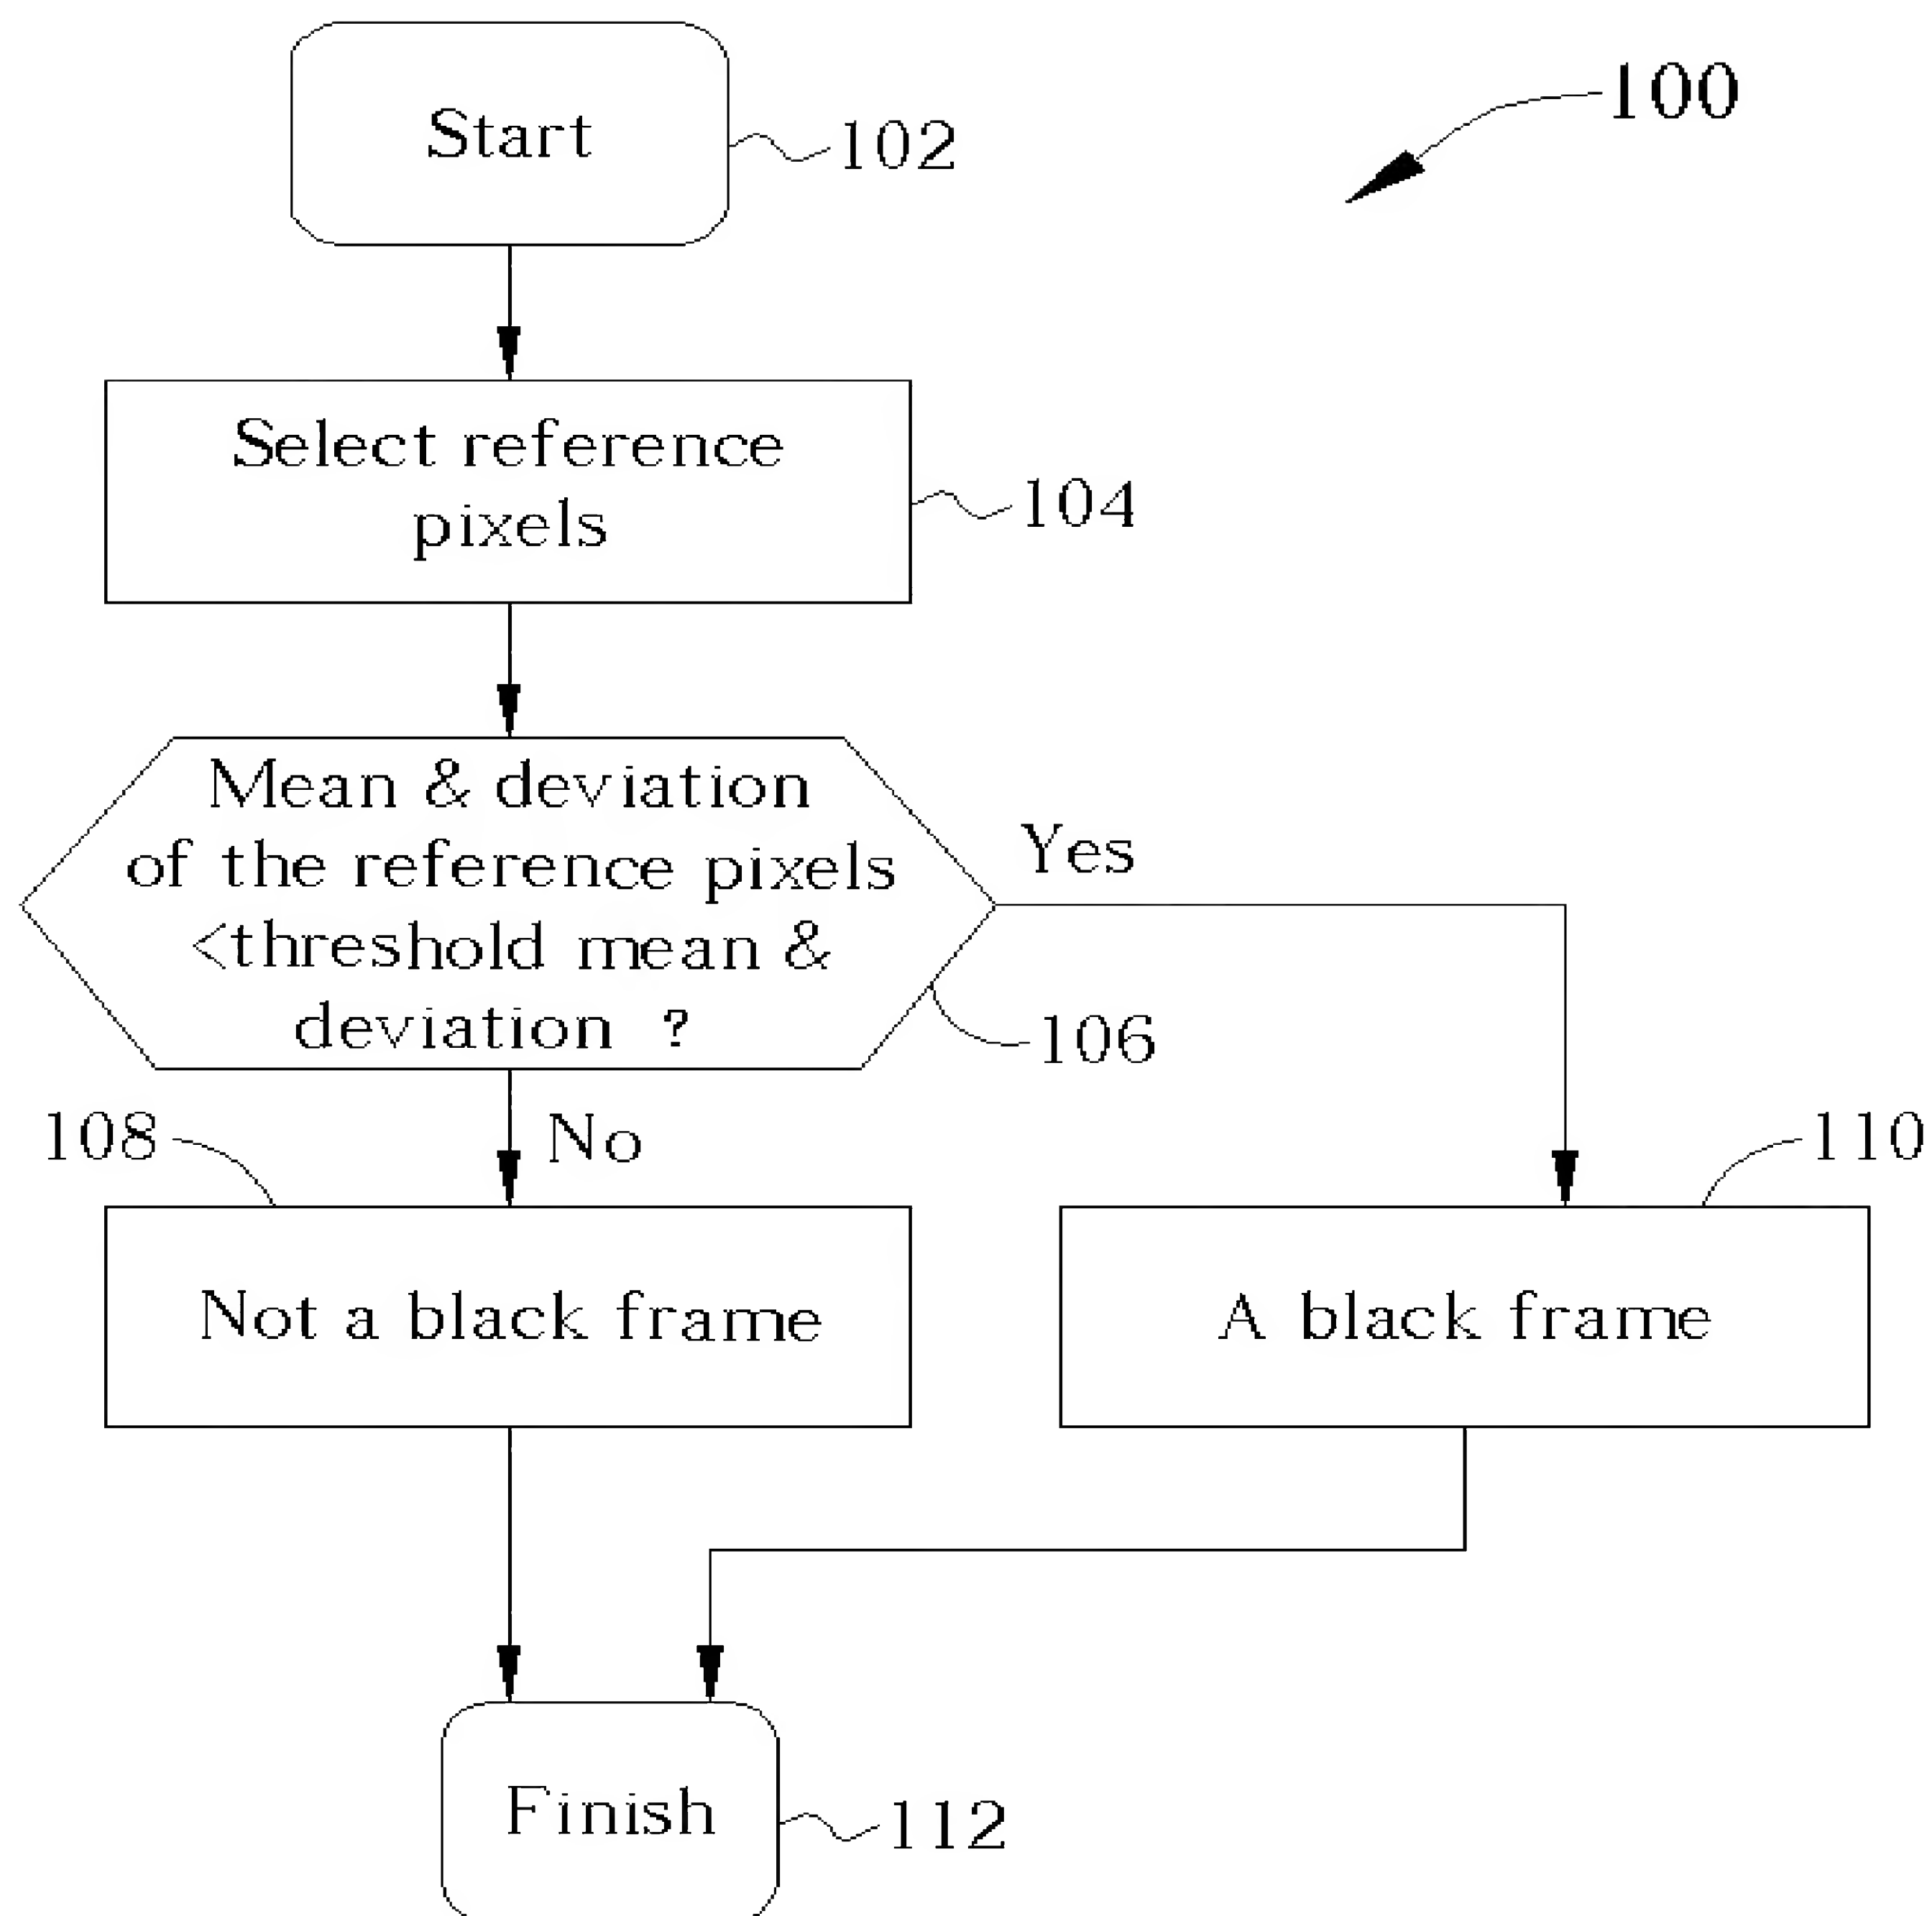 100
Start
102
Select reference
pixels
104
Mean & deviation
of the reference pixels
<threshold mean &
deviation ?
Yes
106
No
108
110
Not a black frame
A black frame
Finish
112